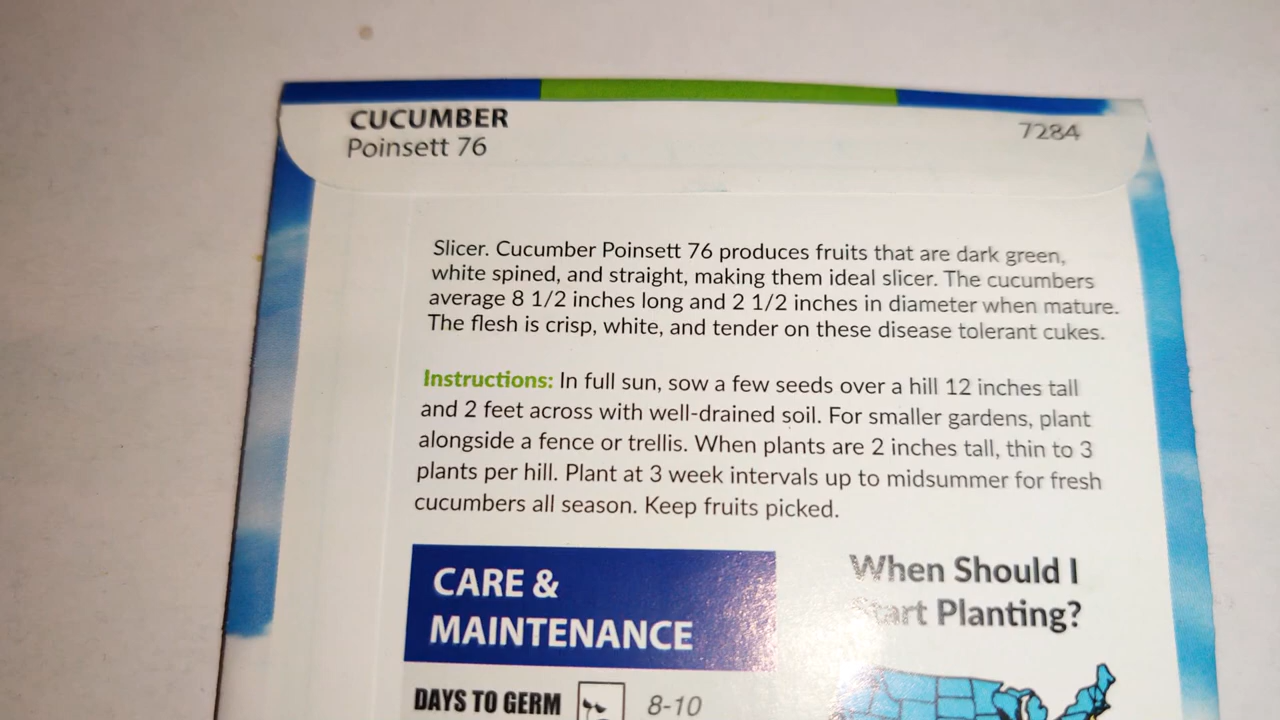 CUCUMBER
Poinsett 76
7284
Slicer. Cucumber Poinsett 76 produces fruits that are dark green,
white spined, and straight, making them ideal slicer. The cucumbers
average 8 1/2 inches long and 2 1/2 inches in diameter when mature.
The flesh is crisp, white, and tender on these disease tolerant cukes.
Instructions: In full sun, sow a few seeds over a hill 12 inches tall
and 2 feet across with well-drained soil. For smaller gardens, plant
alongside a fence or trellis. When plants are 2 inches tall, thin to 3
plants per hill. Plant at 3 week intervals up to midsummer for fresh
cucumbers all season. Keep fruits picked.
CARE &
MAINTENANCE
When Should I
Start Planting?
DAYS TO GERM
8-10